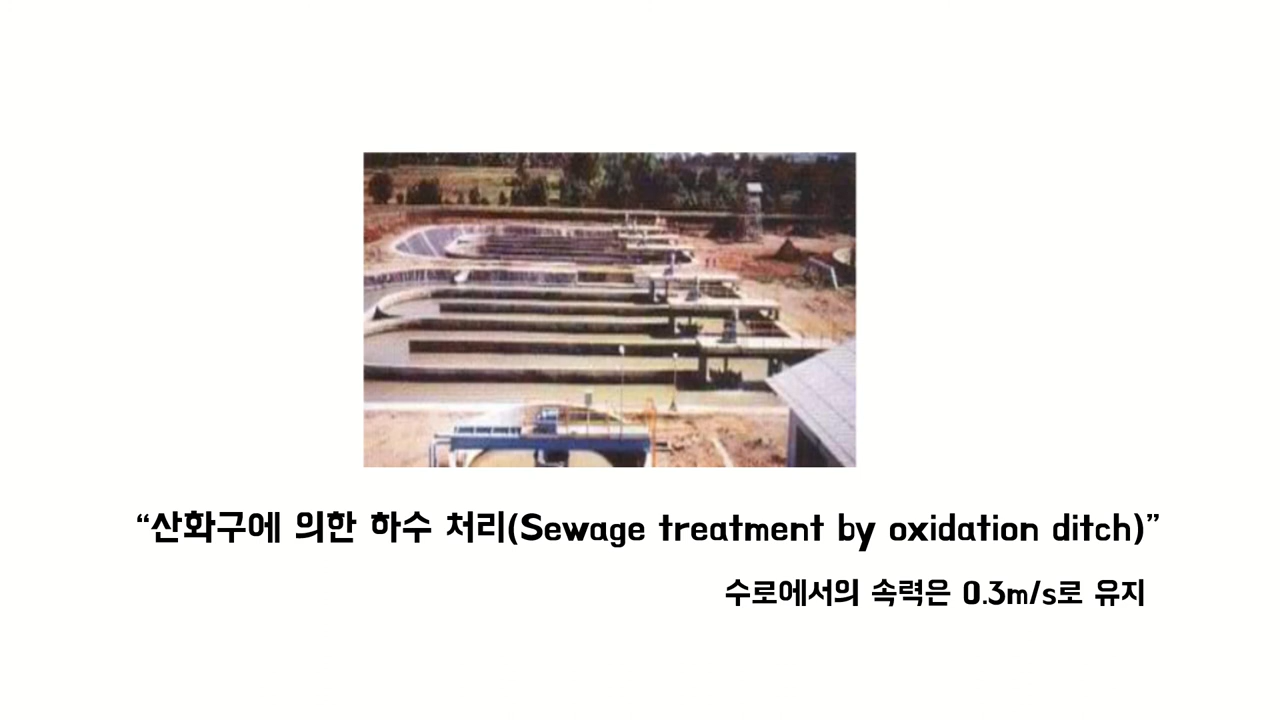 “산화구에 의한 하수 처리(Sewage treatment by oxidation ditch)”
수로에서의 속력은 0.3m/s로 유지